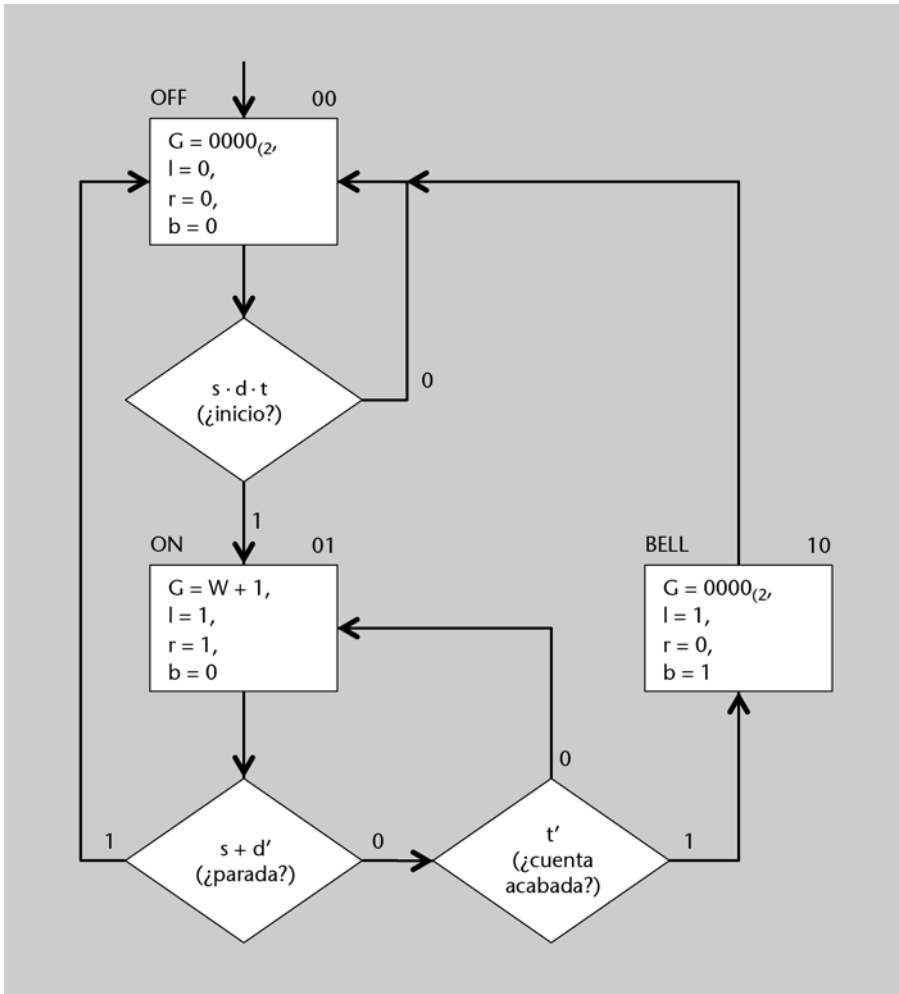 OFF 00
G = 0000(2,
l = 0,
r = 0,
b = 0
s · d · t
(¿inicio?)
0
1
ON 01
G = W + 1,
l = 1,
r = 1,
b = 0
BELL 10
G = 0000(2,
l = 1,
r = 0,
b = 1
0
1
s + d′
(¿parada?)
0
t′
(¿cuenta
acabada?)
1